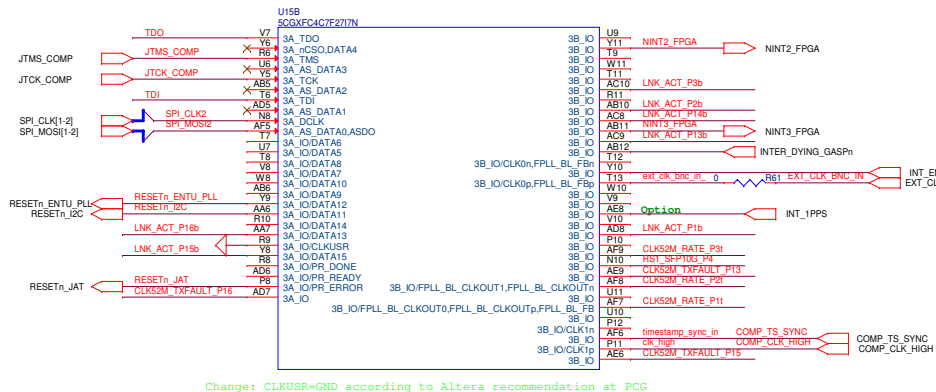 U15B
5CGXFC4C7F27I7N
TDO V7 3A_TDO
Y6 3A_nCSO,DATA4
JTMS_COMP JTMS_COMP R6 3A_TMS
U6 3A_AS_DATA3
JTCK_COMP JTCK_COMP Y5 3A_TCK
AB5 3A_AS_DATA2
TDI T6 3A_TDI
AD5 3A_AS_DATA1
SPI_CLK[1-2] SPI_CLK2 N8 3A_DCLK
SPI_MOSI[1-2] SPI_MOSI2 AF5 3A_AS_DATA0,ASDO
T7 3A_IO/DATA6
U7 3A_IO/DATA5
T8 3A_IO/DATA8
V8 3A_IO/DATA7
W8 3A_IO/DATA10
AB6 3A_IO/DATA9
RESETn_ENTU_PLL RESETn_ENTU_PLL Y9 3A_IO/DATA12
RESETn_I2C RESETn_I2C AA6 3A_IO/DATA11
R10 3A_IO/DATA14
LNK_ACT_P16b AA7 3A_IO/DATA13
R9 3A_IO/CLKUSR
LNK_ACT_P15b Y8 3A_IO/DATA15
R8 3A_IO/PR_DONE
AD6 3A_IO/PR_READY
RESETn_JAT RESETn_JAT P8 3A_IO/PR_ERROR
CLK52M_TXFAULT_P16 AD7 3A_IO
3B_IO U9
3B_IO Y11 NINT2_FPGA NINT2_FPGA
3B_IO T9
3B_IO W11
3B_IO T11
3B_IO AC10 LNK_ACT_P3b
3B_IO R11
3B_IO AB10 LNK_ACT_P2b
3B_IO AC8 LNK_ACT_P14b
3B_IO AB11 NINT3_FPGA NINT3_FPGA
3B_IO AC9 LNK_ACT_P13b
3B_IO AB12 INTER_DYING_GASPn
3B_IO/CLK0n,FPLL_BL_FBn T12
3B_IO Y10 INT_EN
3B_IO/CLK0p,FPLL_BL_FBp T13 ext_clk_bnc_in_ 0 R61 EXT_CLK_BNC_IN EXT_CL
3B_IO W10
3B_IO V9
3B_IO AE8 Option INT_1PPS
3B_IO V10
3B_IO AD8 LNK_ACT_P1b
3B_IO P10
3B_IO AF9 CLK52M_RATE_P3t
3B_IO N10 RS1_SFP10G_P4
3B_IO AE9 CLK52M_TXFAULT_P13
3B_IO/FPLL_BL_CLKOUT1,FPLL_BL_CLKOUTn AF8 CLK52M_RATE_P2t
3B_IO U11
3B_IO/FPLL_BL_CLKOUT0,FPLL_BL_CLKOUTp,FPLL_BL_FB AF7 CLK52M_RATE_P1t
3B_IO U10
3B_IO/CLK1n P12
3B_IO AF6 timestamp_sync_in COMP_TS_SYNC COMP_TS_SYNC
3B_IO/CLK1p P11 clk_high COMP_CLK_HIGH COMP_CLK_HIGH
3B_IO AE6 CLK52M_TXFAULT_P15
Change: CLKUSR=GND according to Altera recommendation at PCG